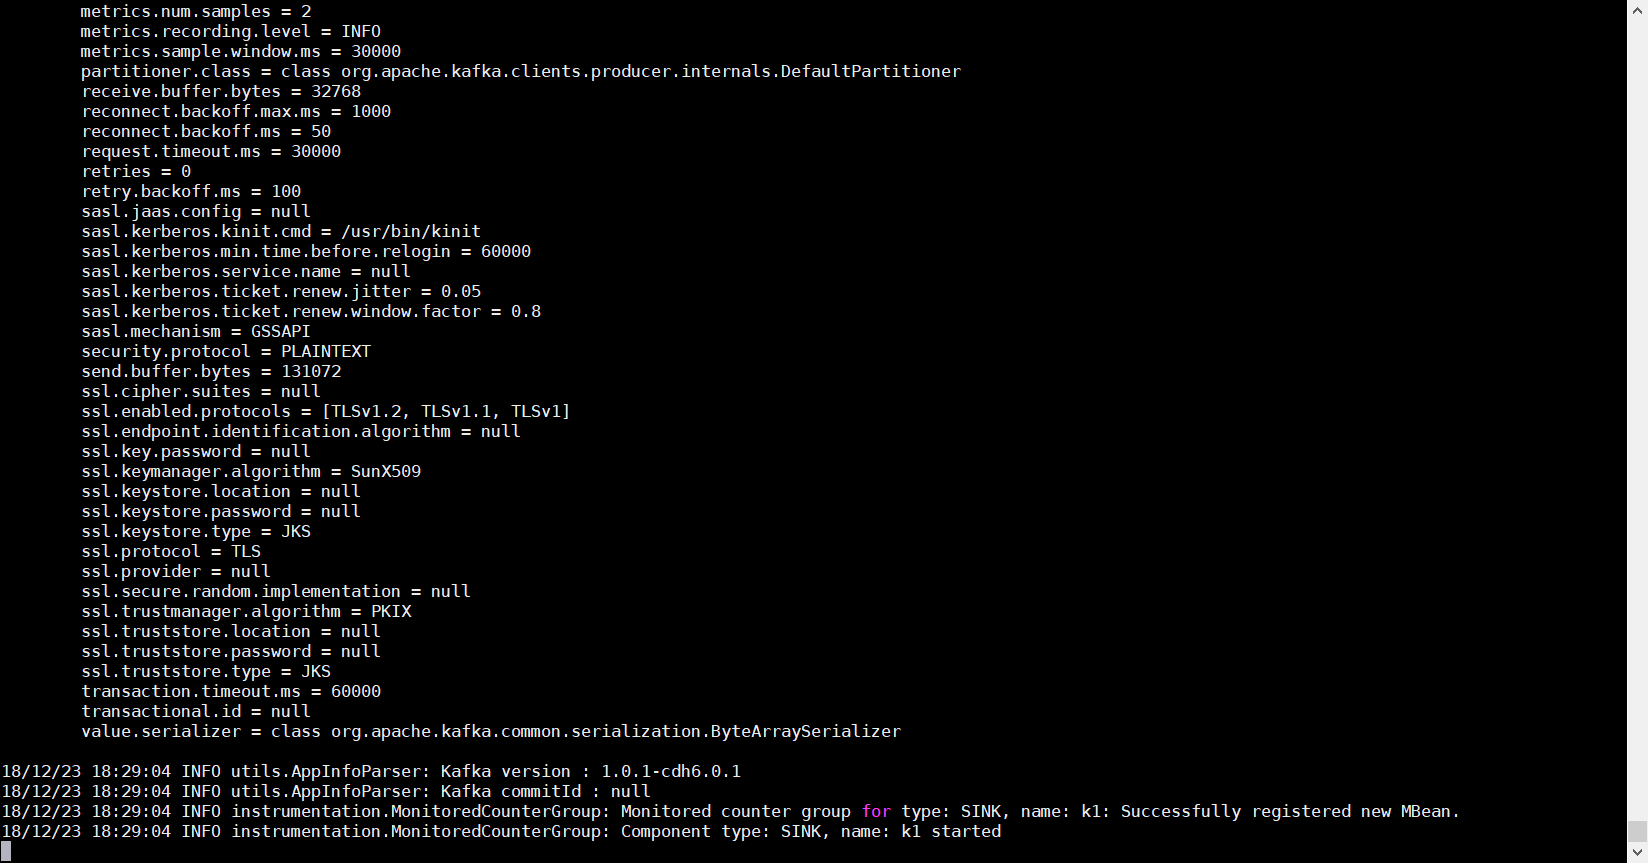 metrics.num.samples = 2
metrics.recording.level = INFO
metrics.sample.window.ms = 30000
partitioner.class = class org.apache.kafka.clients.producer.internals.DefaultPartitioner
receive.buffer.bytes = 32768
reconnect.backoff.max.ms = 1000
reconnect.backoff.ms = 50
request.timeout.ms = 30000
retries = 0
retry.backoff.ms = 100
sasl.jaas.config = null
sasl.kerberos.kinit.cmd = /usr/bin/kinit
sasl.kerberos.min.time.before.relogin = 60000
sasl.kerberos.service.name = null
sasl.kerberos.ticket.renew.jitter = 0.05
sasl.kerberos.ticket.renew.window.factor = 0.8
sasl.mechanism = GSSAPI
security.protocol = PLAINTEXT
send.buffer.bytes = 131072
ssl.cipher.suites = null
ssl.enabled.protocols = [TLSv1.2, TLSv1.1, TLSv1]
ssl.endpoint.identification.algorithm = null
ssl.key.password = null
ssl.keymanager.algorithm = SunX509
ssl.keystore.location = null
ssl.keystore.password = null
ssl.keystore.type = JKS
ssl.protocol = TLS
ssl.provider = null
ssl.secure.random.implementation = null
ssl.trustmanager.algorithm = PKIX
ssl.truststore.location = null
ssl.truststore.password = null
ssl.truststore.type = JKS
transaction.timeout.ms = 60000
transactional.id = null
value.serializer = class org.apache.kafka.common.serialization.ByteArraySerializer
18/12/23 18:29:04 INFO utils.AppInfoParser: Kafka version : 1.0.1-cdh6.0.1
18/12/23 18:29:04 INFO utils.AppInfoParser: Kafka commitId : null
18/12/23 18:29:04 INFO instrumentation.MonitoredCounterGroup: Monitored counter group for type: SINK, name: k1: Successfully registered new MBean.
18/12/23 18:29:04 INFO instrumentation.MonitoredCounterGroup: Component type: SINK, name: k1 started